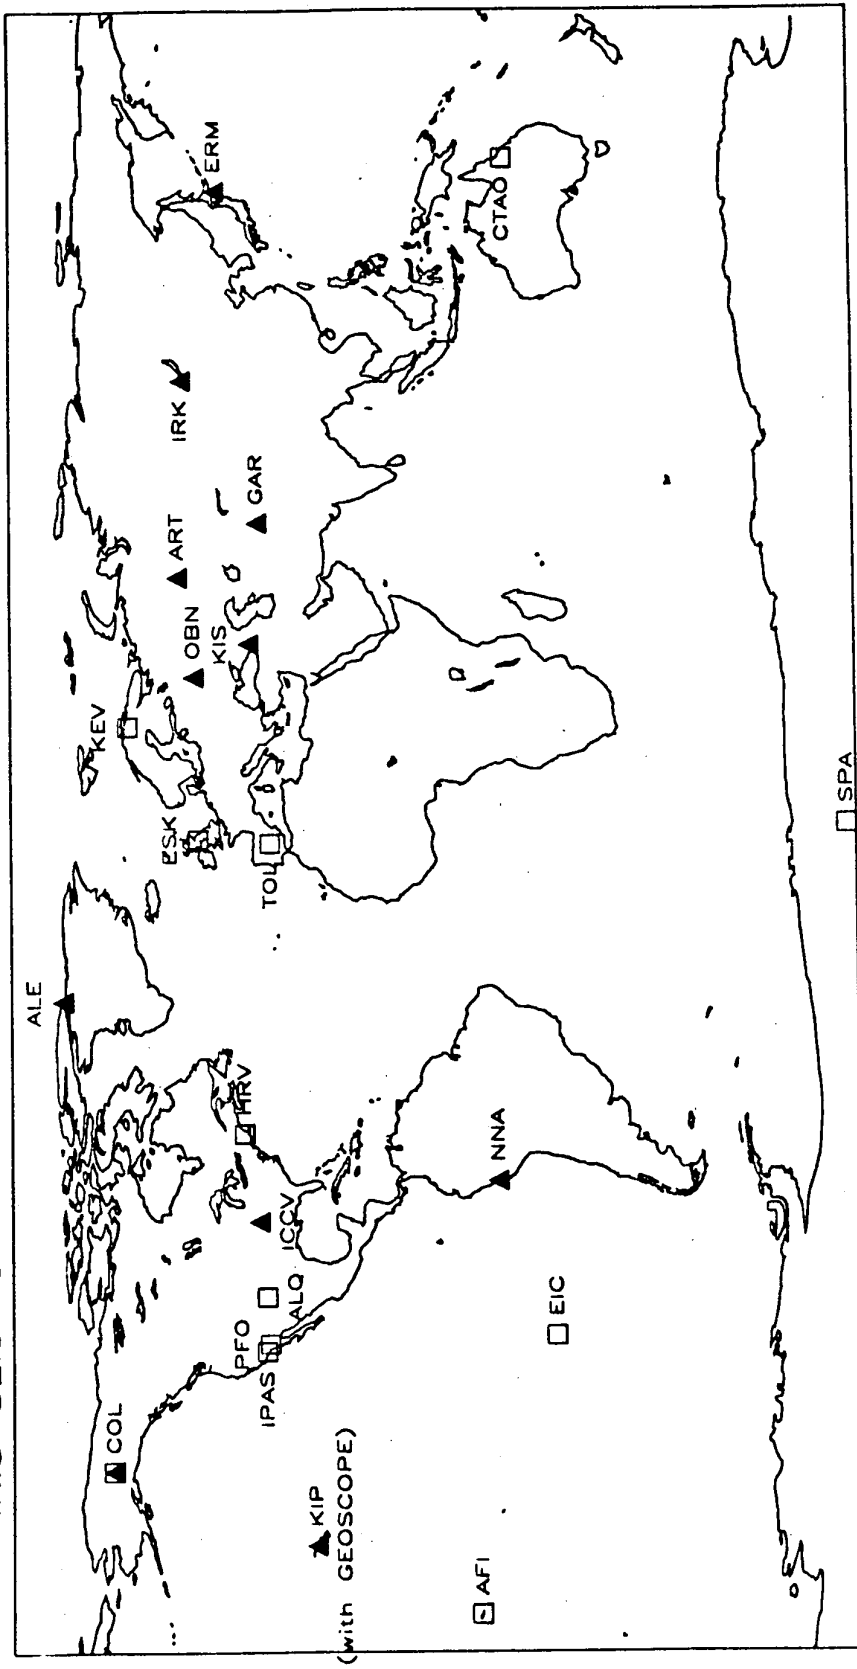 ALE
KEV
ESK
TOL
OBN
KIS
ART
GAR
IRK
ERM
CTAO
COL
KIP
(with GEOSCOPE)
IPAS
PFO
ALQ
ICCV
HRV
NNA
EIC
AFI
SPA